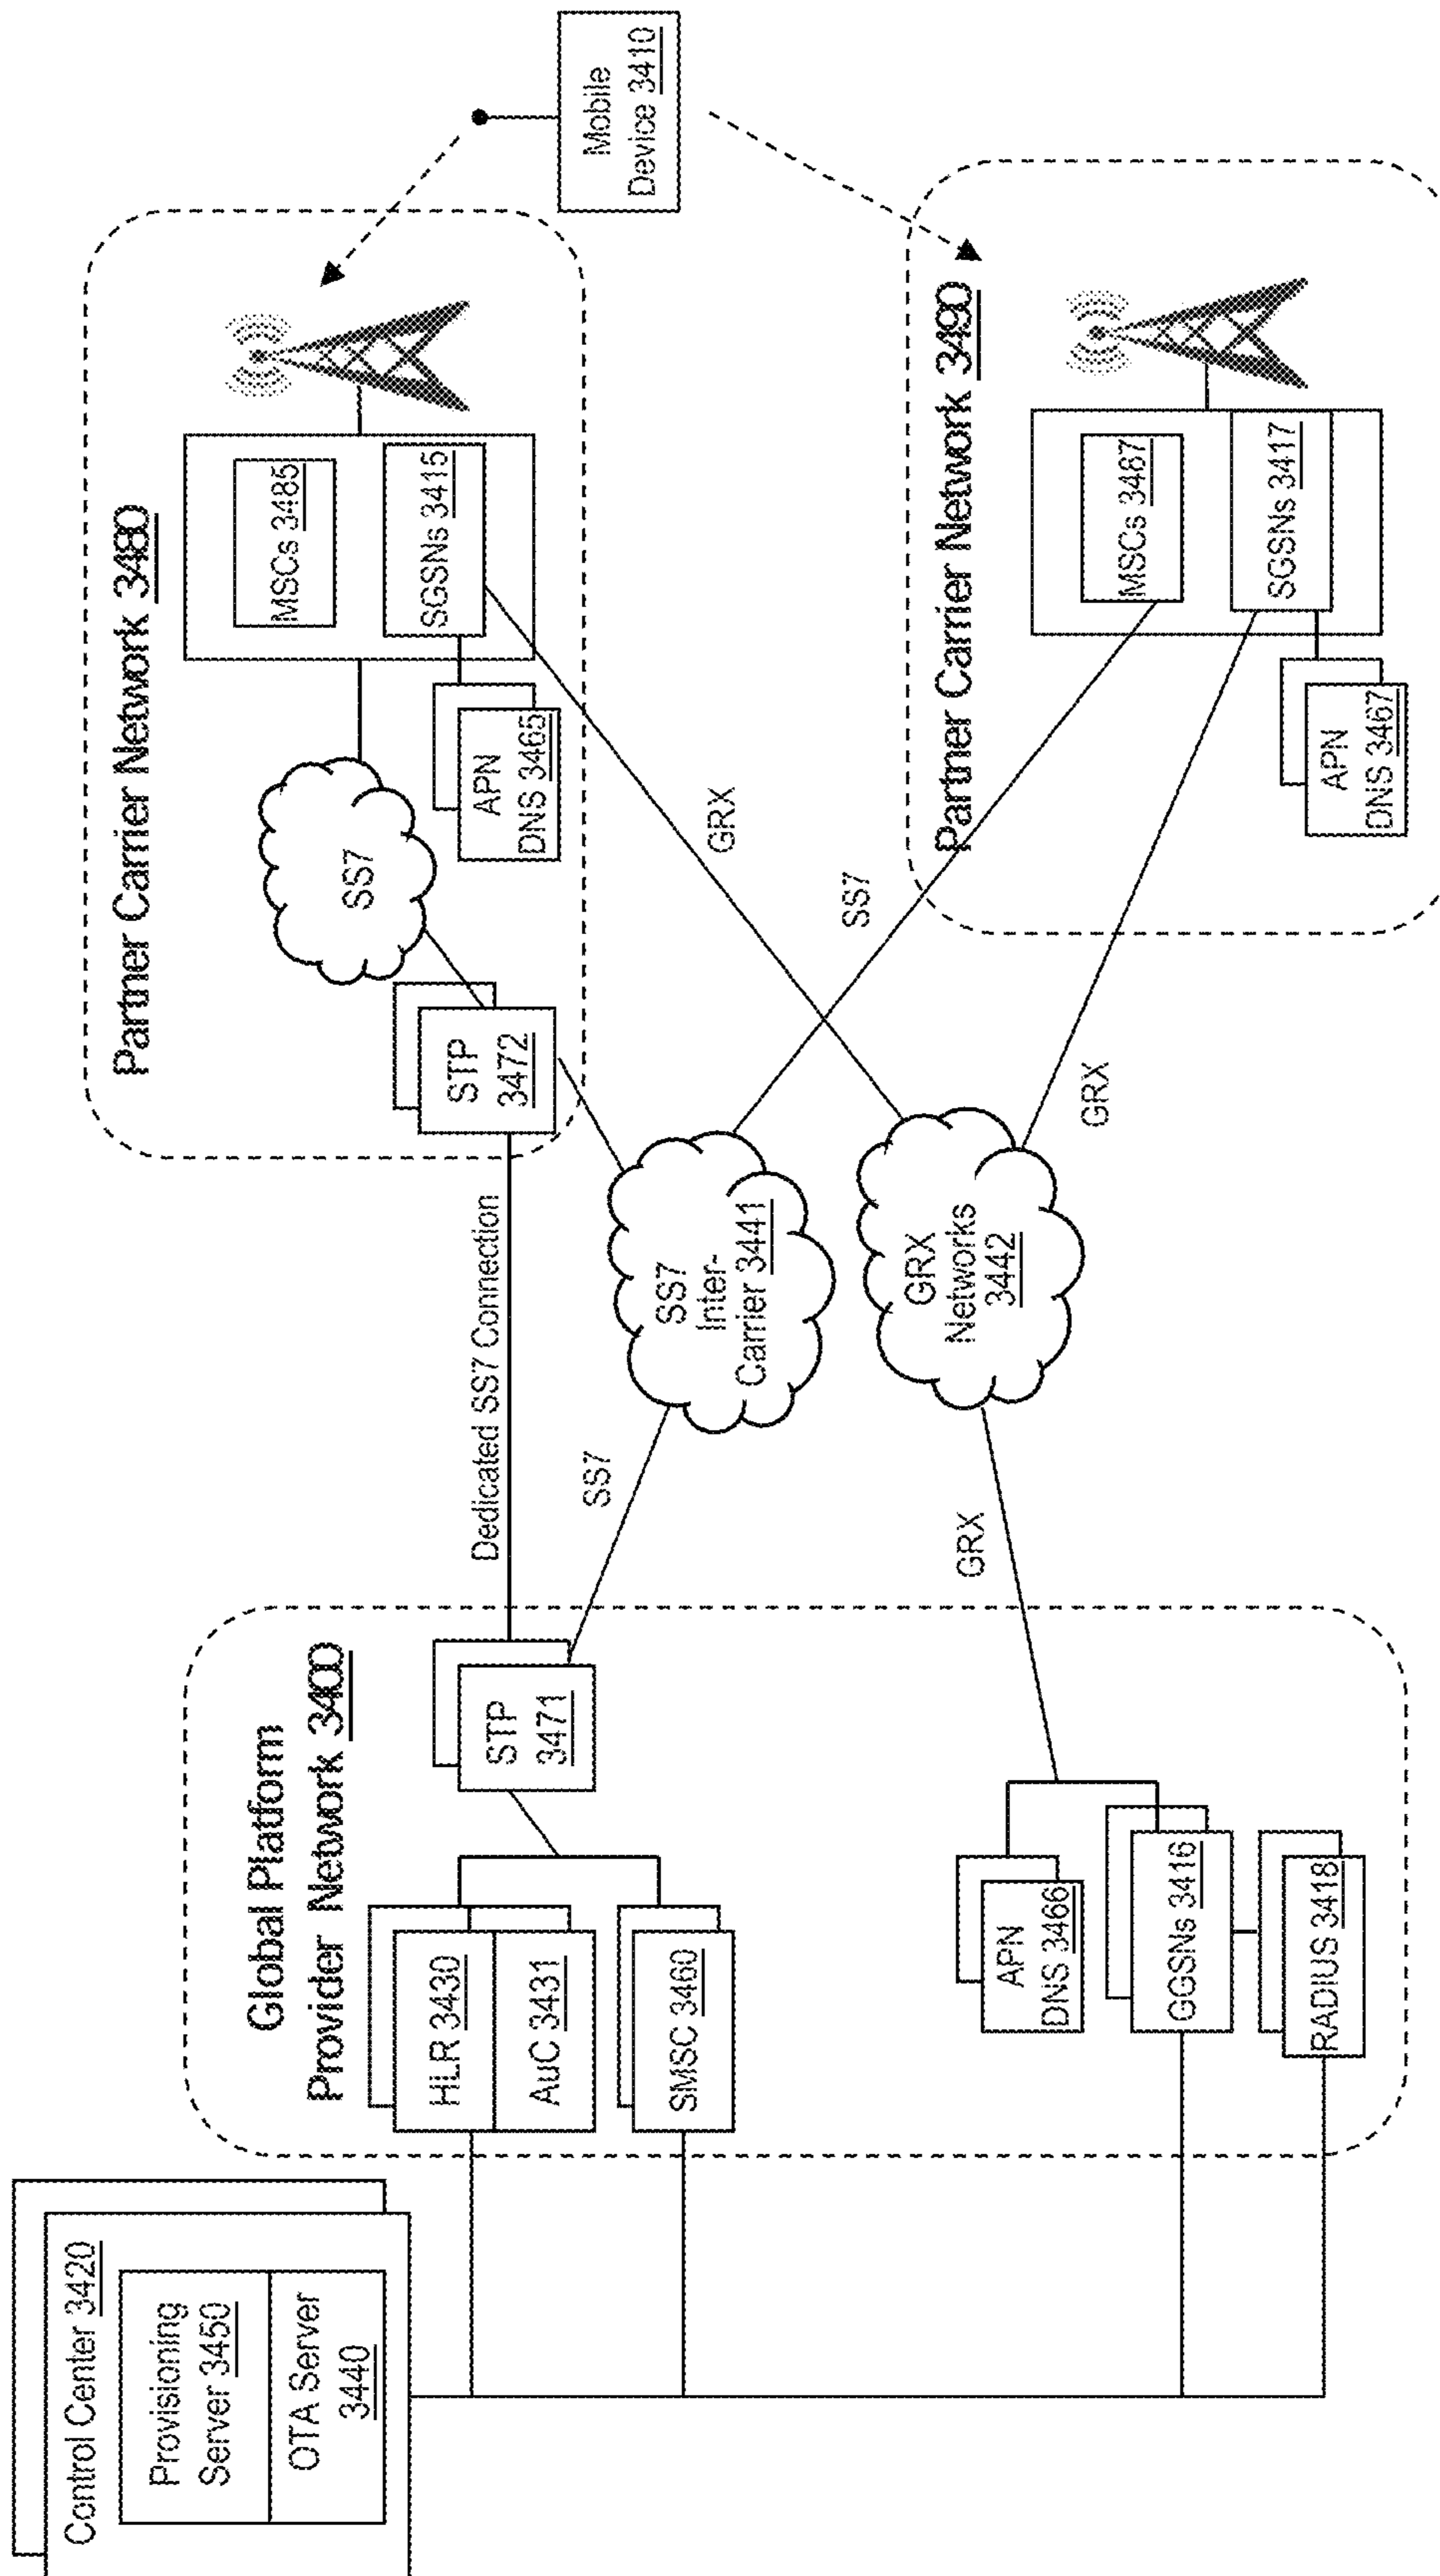 Control Center 3420
Provisioning
Server 3450
OTA Server
3440
Global Platform
Provider Network 3400
HLR 3430
AuC 3431
SMSC 3460
STP
3471
APN
DNS 3466
GGSNs 3416
RADIUS 3418
Dedicated SS7 Connection
SS7
SS7
Inter-
Carrier 3441
GRX
GRX
Networks
3442
GRX
SS7
GRX
Partner Carrier Network 3480
STP
3472
SS7
APN
DNS 3465
MSCs 3485
SGSNs 3415
Partner Carrier Network 3490
APN
DNS 3467
MSCs 3487
SGSNs 3417
Mobile
Device 3410